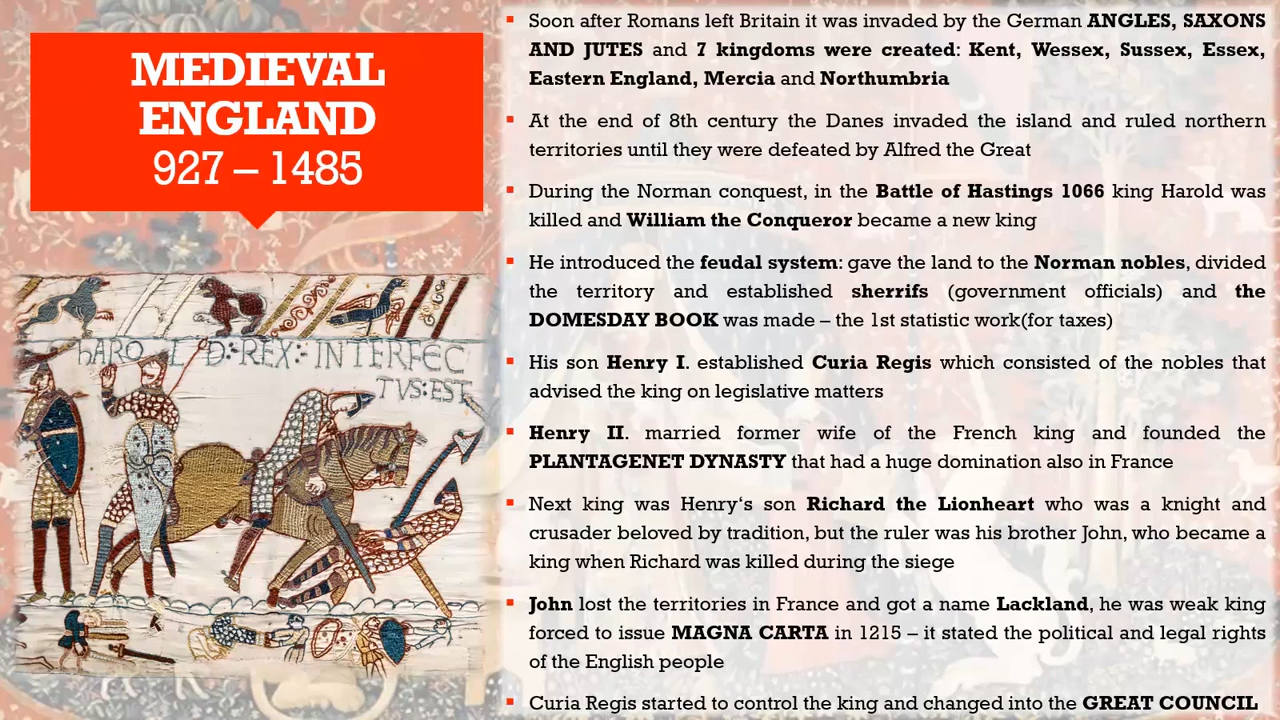 MEDIEVAL
ENGLAND
927 – 1485
HAROLD:REX:INTERFEC
TVS:EST
▪ Soon after Romans left Britain it was invaded by the German ANGLES, SAXONS
AND JUTES and 7 kingdoms were created: Kent, Wessex, Sussex, Essex,
Eastern England, Mercia and Northumbria
▪ At the end of 8th century the Danes invaded the island and ruled northern
territories until they were defeated by Alfred the Great
▪ During the Norman conquest, in the Battle of Hastings 1066 king Harold was
killed and William the Conqueror became a new king
▪ He introduced the feudal system: gave the land to the Norman nobles, divided
the territory and established sherrifs (government officials) and the
DOMESDAY BOOK was made – the 1st statistic work(for taxes)
▪ His son Henry I. established Curia Regis which consisted of the nobles that
advised the king on legislative matters
▪ Henry II. married former wife of the French king and founded the
PLANTAGENET DYNASTY that had a huge domination also in France
▪ Next king was Henry‘s son Richard the Lionheart who was a knight and
crusader beloved by tradition, but the ruler was his brother John, who became a
king when Richard was killed during the siege
▪ John lost the territories in France and got a name Lackland, he was weak king
forced to issue MAGNA CARTA in 1215 – it stated the political and legal rights
of the English people
▪ Curia Regis started to control the king and changed into the GREAT COUNCIL